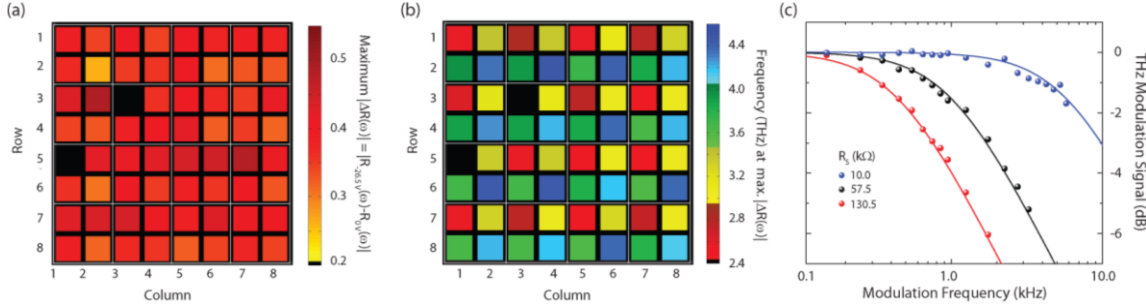 (a)
1
2
3
4
5
6
7
8
Row
1 2 3 4 5 6 7 8
Column
0.5
0.4
0.3
0.2
Maximum |ΔR(ω)| = |R-26.5 V(ω)-R0V(ω)|
(b)
1
2
3
4
5
6
7
8
Row
1 2 3 4 5 6 7 8
Column
4.4
4.0
3.6
3.2
2.8
2.4
Frequency (THz) at max. |ΔR(ω)|
(c)
0
-2
-4
-6
THz Modulation Signal (dB)
RS (kΩ)
10.0
57.5
130.5
0.1 1.0 10.0
Modulation Frequency (kHz)